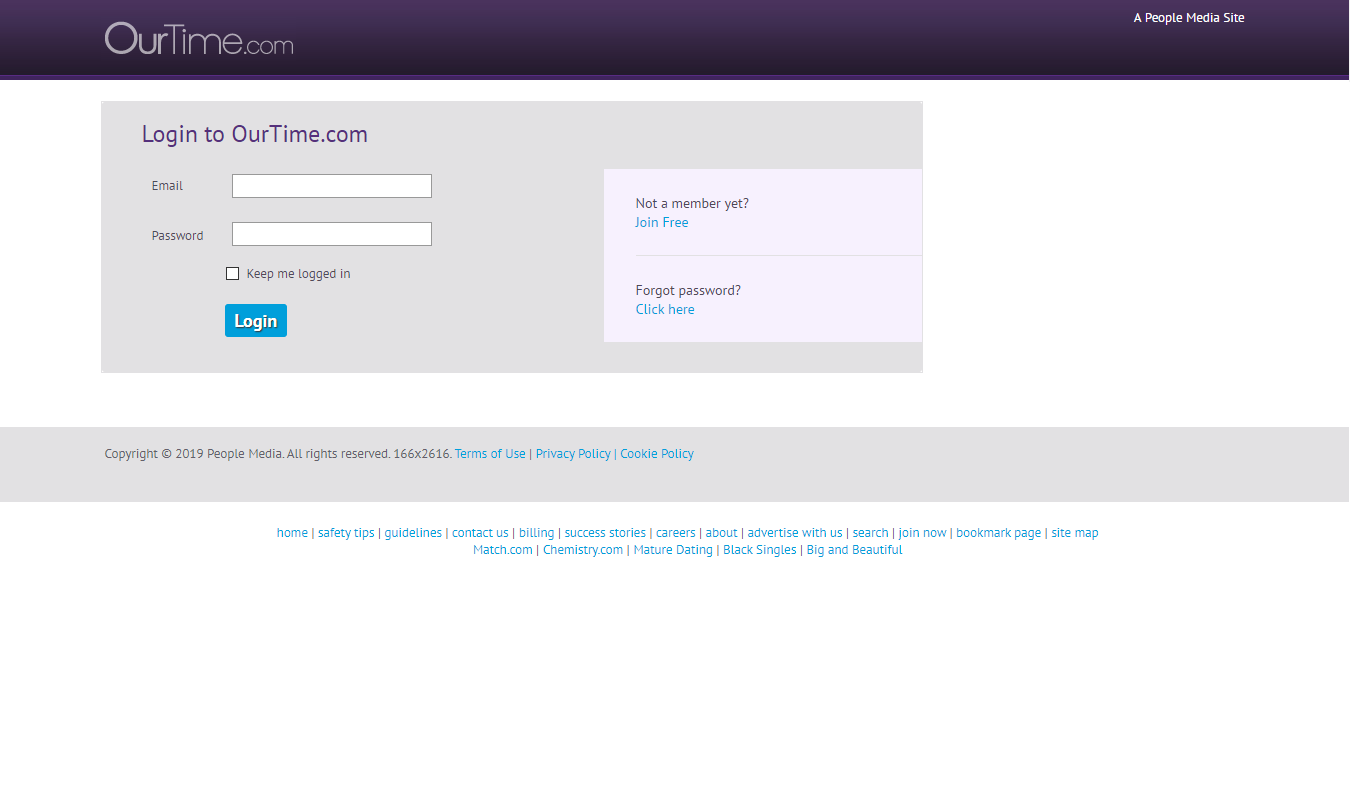 OurTime.com
A People Media Site
Login to OurTime.com
Email
Password
Keep me logged in
Login
Not a member yet?
Join Free
Forgot password?
Click here
Copyright © 2019 People Media. All rights reserved. 166x2616. Terms of Use | Privacy Policy | Cookie Policy
home | safety tips | guidelines | contact us | billing | success stories | careers | about | advertise with us | search | join now | bookmark page | site map
Match.com | Chemistry.com | Mature Dating | Black Singles | Big and Beautiful